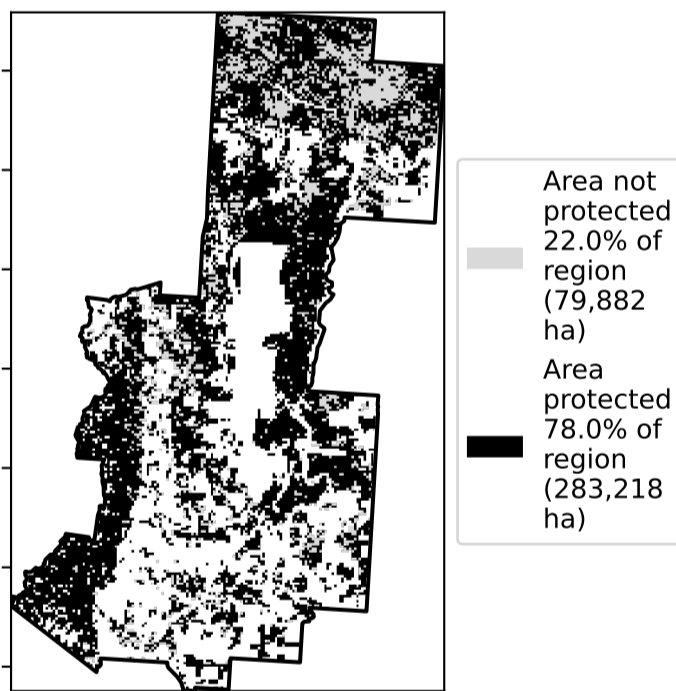 Area not
protected
22.0% of
region
(79,882
ha)
Area
protected
78.0% of
region
(283,218
ha)